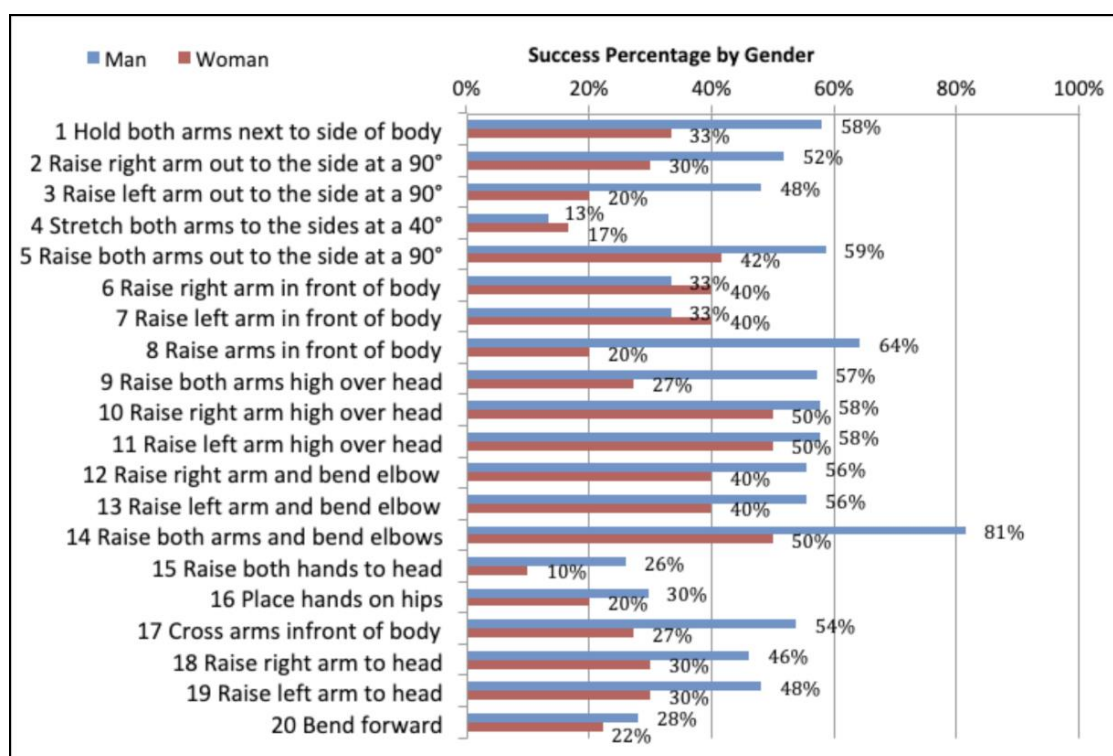 Man Woman
Success Percentage by Gender
0% 20% 40% 60% 80% 100%
1 Hold both arms next to side of body 58%
33%
2 Raise right arm out to the side at a 90° 52%
30%
3 Raise left arm out to the side at a 90° 48%
20%
4 Stretch both arms to the sides at a 40° 13%
17%
5 Raise both arms out to the side at a 90° 59%
42%
6 Raise right arm in front of body 33%
40%
7 Raise left arm in front of body 33%
40%
8 Raise arms in front of body 64%
20%
9 Raise both arms high over head 57%
27%
10 Raise right arm high over head 58%
50%
11 Raise left arm high over head 58%
50%
12 Raise right arm and bend elbow 56%
40%
13 Raise left arm and bend elbow 56%
40%
14 Raise both arms and bend elbows 81%
50%
15 Raise both hands to head 26%
10%
16 Place hands on hips 30%
20%
17 Cross arms infront of body 54%
27%
18 Raise right arm to head 46%
30%
19 Raise left arm to head 48%
30%
20 Bend forward 28%
22%